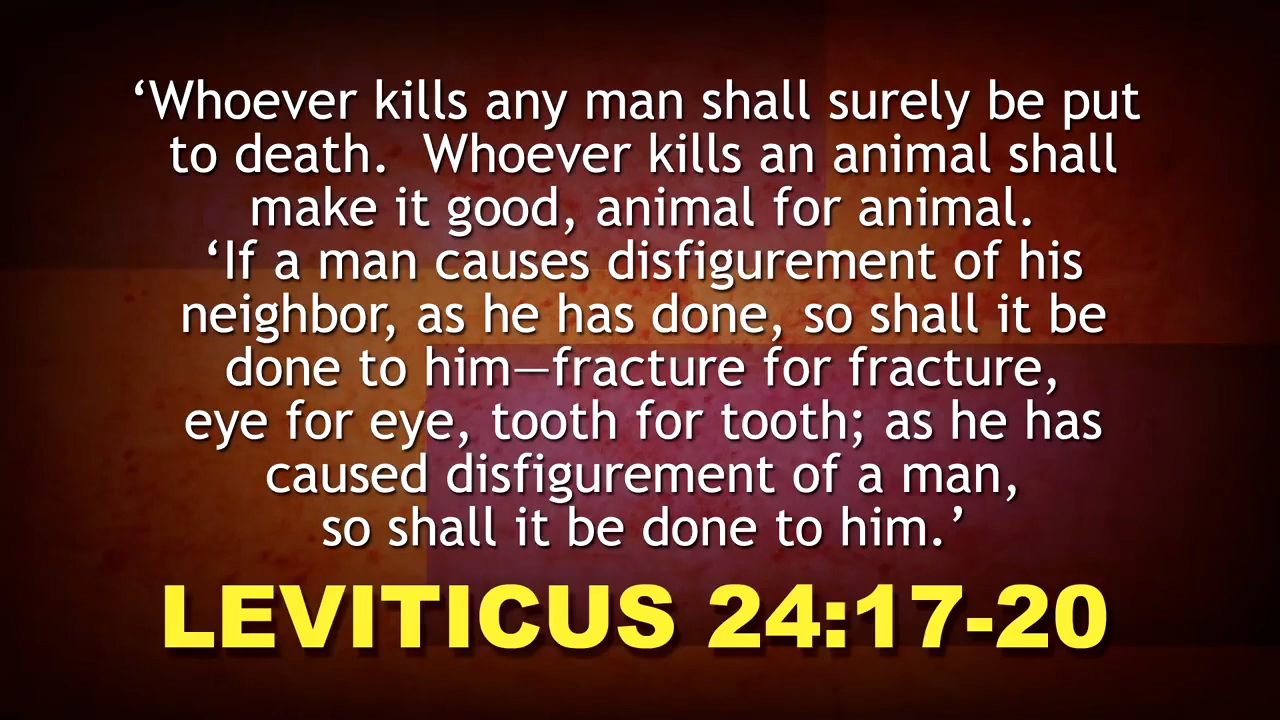 ‘Whoever kills any man shall surely be put
to death.  Whoever kills an animal shall
make it good, animal for animal.
‘If a man causes disfigurement of his
neighbor, as he has done, so shall it be
done to him—fracture for fracture,
eye for eye, tooth for tooth; as he has
caused disfigurement of a man,
so shall it be done to him.’
LEVITICUS 24:17-20